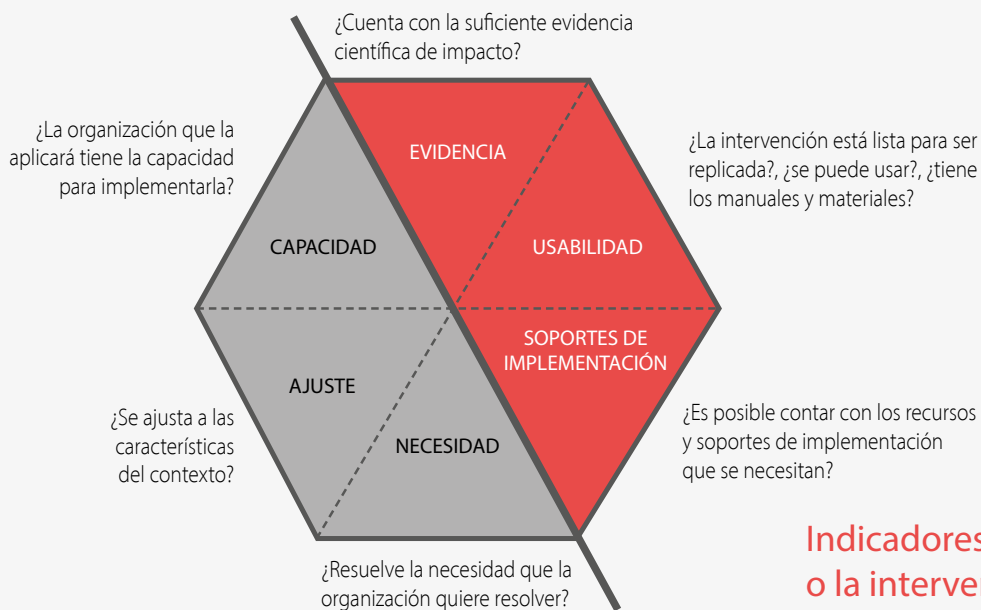 ¿Cuenta con la suficiente evidencia
científica de impacto?
¿La organización que la
aplicará tiene la capacidad
para implementarla?
EVIDENCIA
¿La intervención está lista para ser
replicada?, ¿se puede usar?, ¿tiene
los manuales y materiales?
CAPACIDAD
USABILIDAD
SOPORTES DE
IMPLEMENTACIÓN
AJUSTE
NECESIDAD
¿Se ajusta a las
características
del contexto?
¿Es posible contar con los recursos
y soportes de implementación
que se necesitan?
¿Resuelve la necesidad que la
organización quiere resolver?
Indicadores
o la